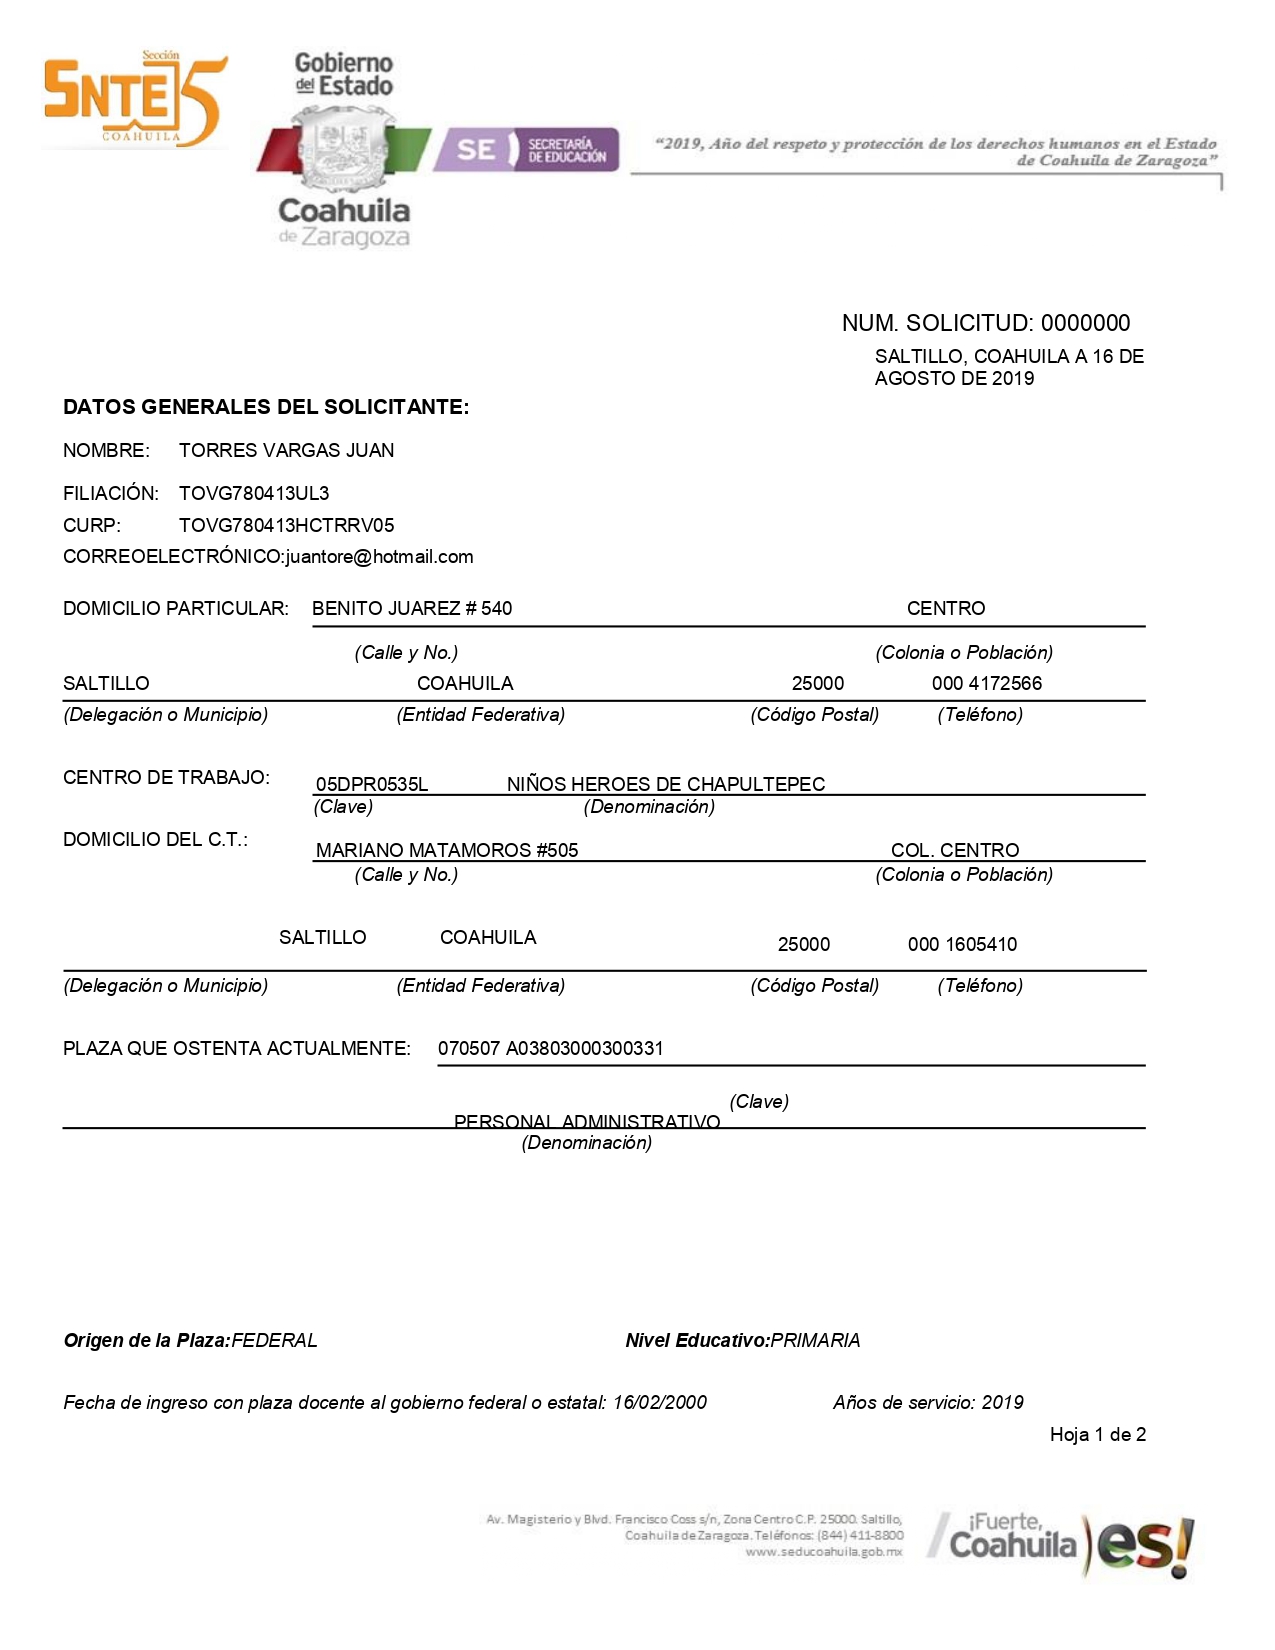 Sección
SNTE 5
COAHUILA
Gobierno
del Estado
SE SECRETARÍA
DE EDUCACIÓN
Coahuila
de Zaragoza
“2019, Año del respeto y protección de los derechos humanos en el Estado
de Coahuila de Zaragoza”
NUM. SOLICITUD: 0000000
SALTILLO, COAHUILA A 16 DE
AGOSTO DE 2019
DATOS GENERALES DEL SOLICITANTE:
NOMBRE: TORRES VARGAS JUAN
FILIACIÓN: TOVG780413UL3
CURP: TOVG780413HCTRRV05
CORREOELECTRÓNICO:juantore@hotmail.com
DOMICILIO PARTICULAR: BENITO JUAREZ # 540 CENTRO
(Calle y No.) (Colonia o Población)
SALTILLO COAHUILA 25000 000 4172566
(Delegación o Municipio) (Entidad Federativa) (Código Postal) (Teléfono)
CENTRO DE TRABAJO: 05DPR0535L NIÑOS HEROES DE CHAPULTEPEC
(Clave) (Denominación)
DOMICILIO DEL C.T.: MARIANO MATAMOROS #505 COL. CENTRO
(Calle y No.) (Colonia o Población)
SALTILLO COAHUILA 25000 000 1605410
(Delegación o Municipio) (Entidad Federativa) (Código Postal) (Teléfono)
PLAZA QUE OSTENTA ACTUALMENTE: 070507 A03803000300331
(Clave)
PERSONAL ADMINISTRATIVO
(Denominación)
Origen de la Plaza:FEDERAL Nivel Educativo:PRIMARIA
Fecha de ingreso con plaza docente al gobierno federal o estatal: 16/02/2000 Años de servicio: 2019
Hoja 1 de 2
Av. Magisterio y Blvd. Francisco Coss s/n, Zona Centro C.P. 25000. Saltillo,
Coahuila de Zaragoza. Teléfonos: (844) 411-8800
www.seducoahuila.gob.mx
¡Fuerte,
Coahuila es!